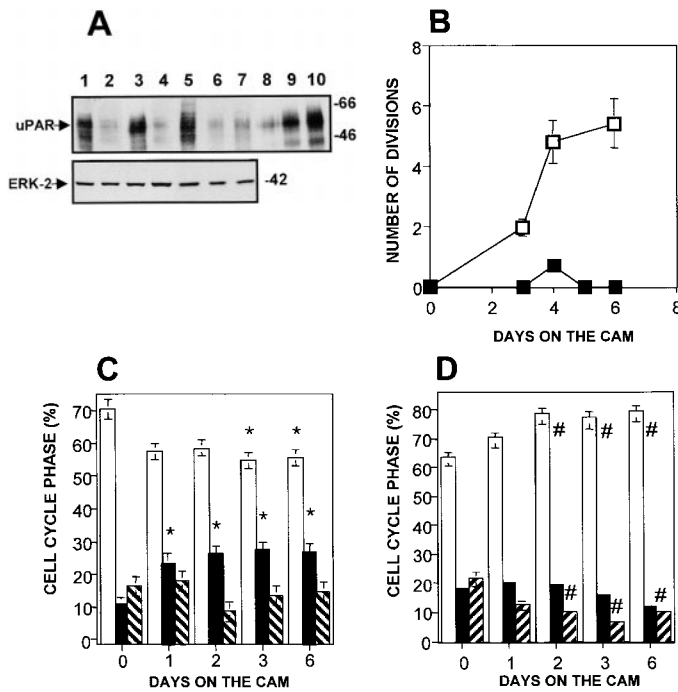 A
1 2 3 4 5 6 7 8 9 10
uPAR
-66
-46
ERK-2
-42
B
NUMBER OF DIVISIONS
8
6
4
2
0
0 2 4 6 8
DAYS ON THE CAM
C
CELL CYCLE PHASE (%)
70
60
50
40
30
20
10
0
* * * * * *
0 1 2 3 6
DAYS ON THE CAM
D
CELL CYCLE PHASE (%)
80
70
60
50
40
30
20
10
0
# # # # # #
0 1 2 3 6
DAYS ON THE CAM